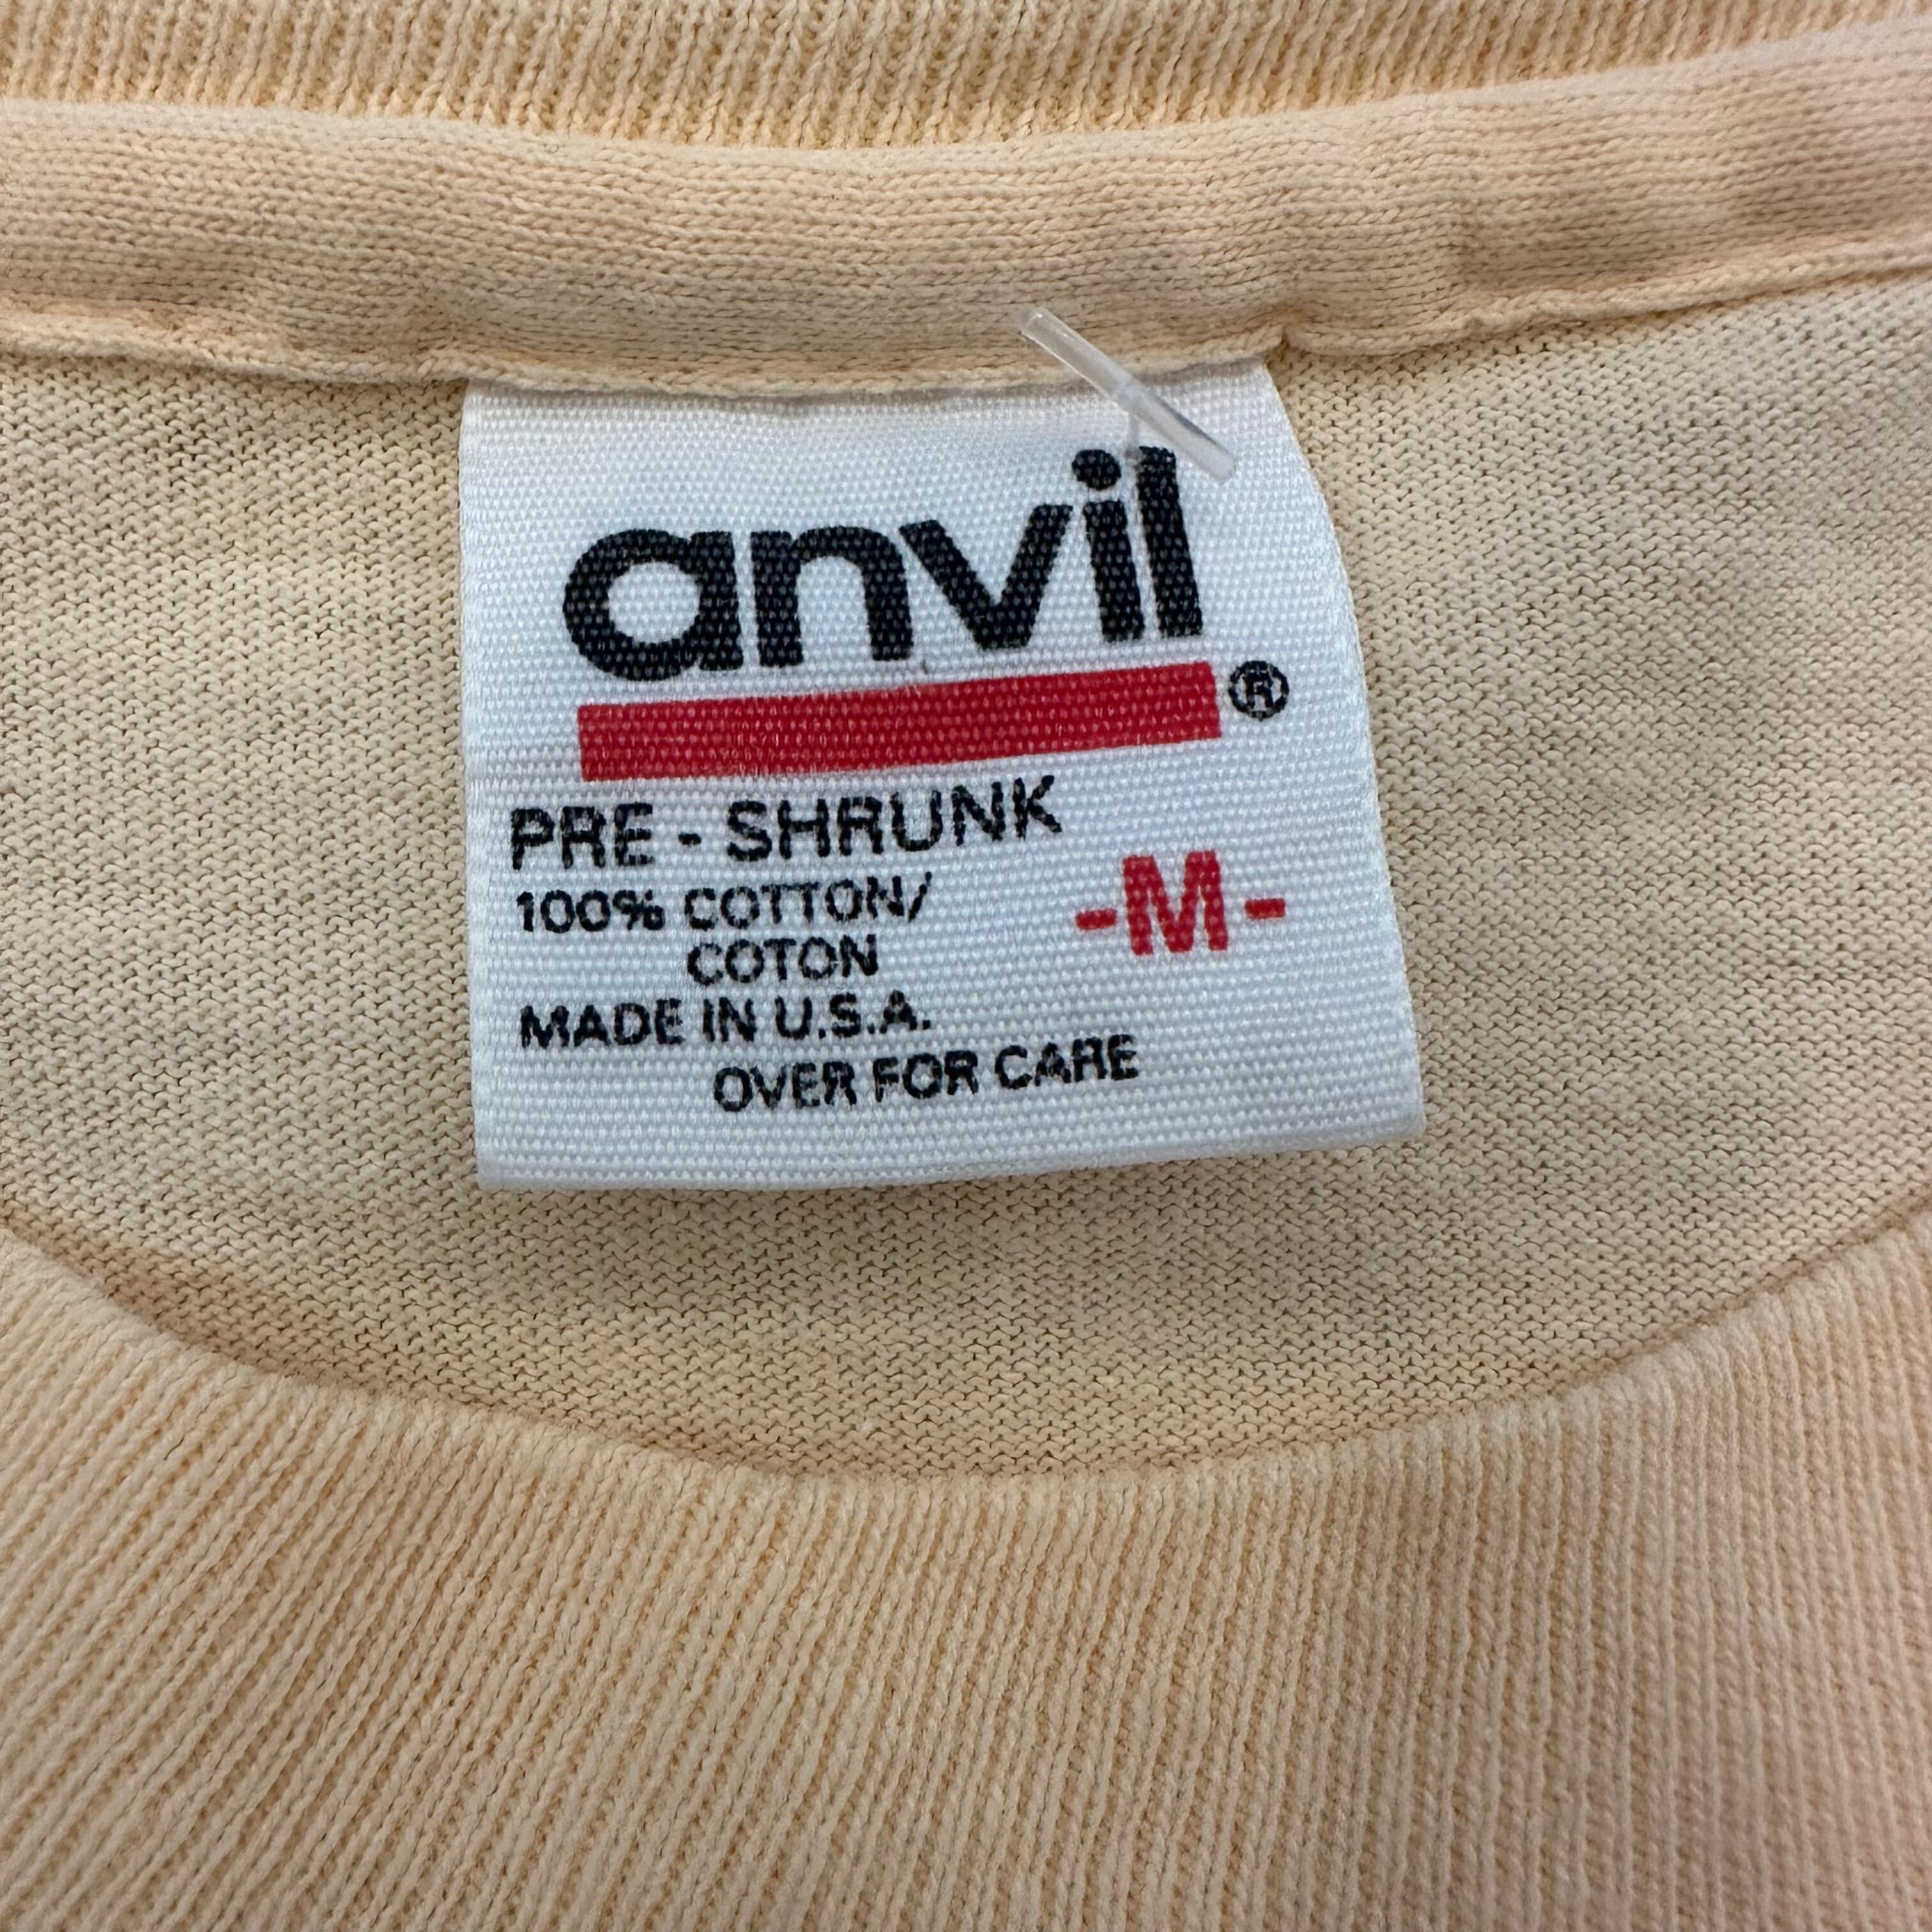 anvil®
PRE - SHRUNK
100% COTTON/
COTON
-M-
MADE IN U.S.A.
OVER FOR CARE